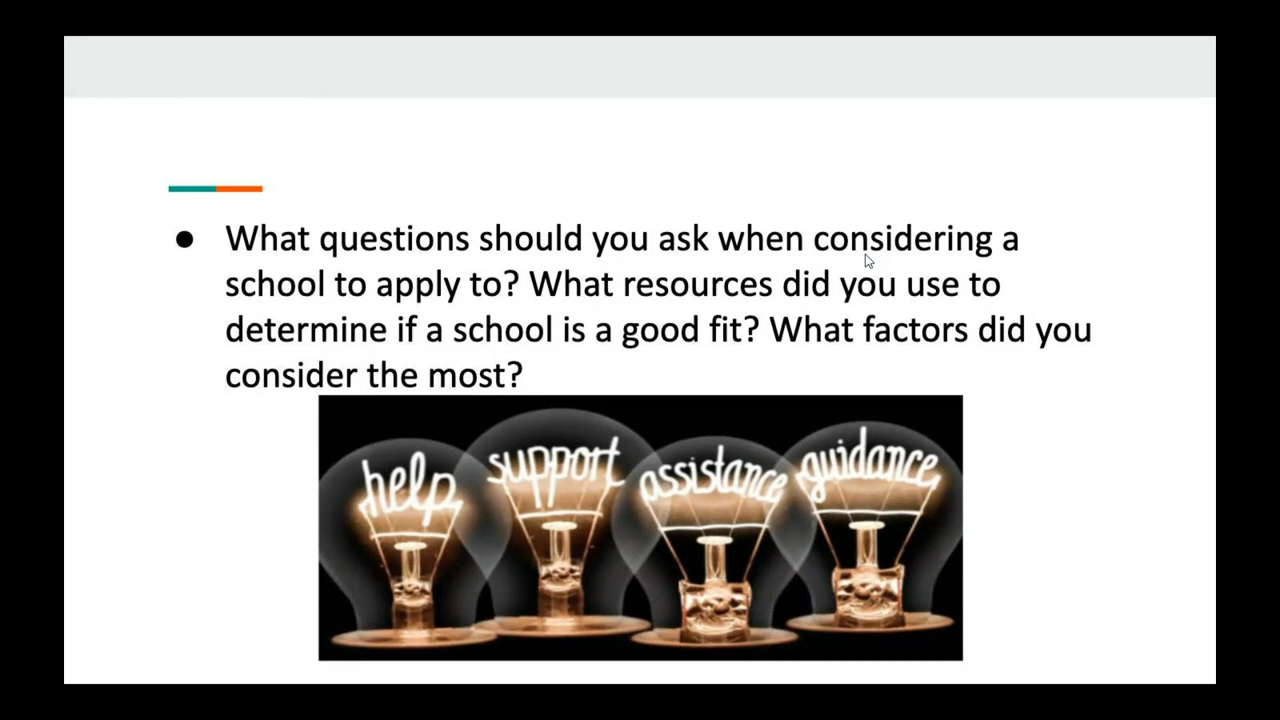 ● What questions should you ask when considering a
school to apply to? What resources did you use to
determine if a school is a good fit? What factors did you
consider the most?
help support assistance guidance